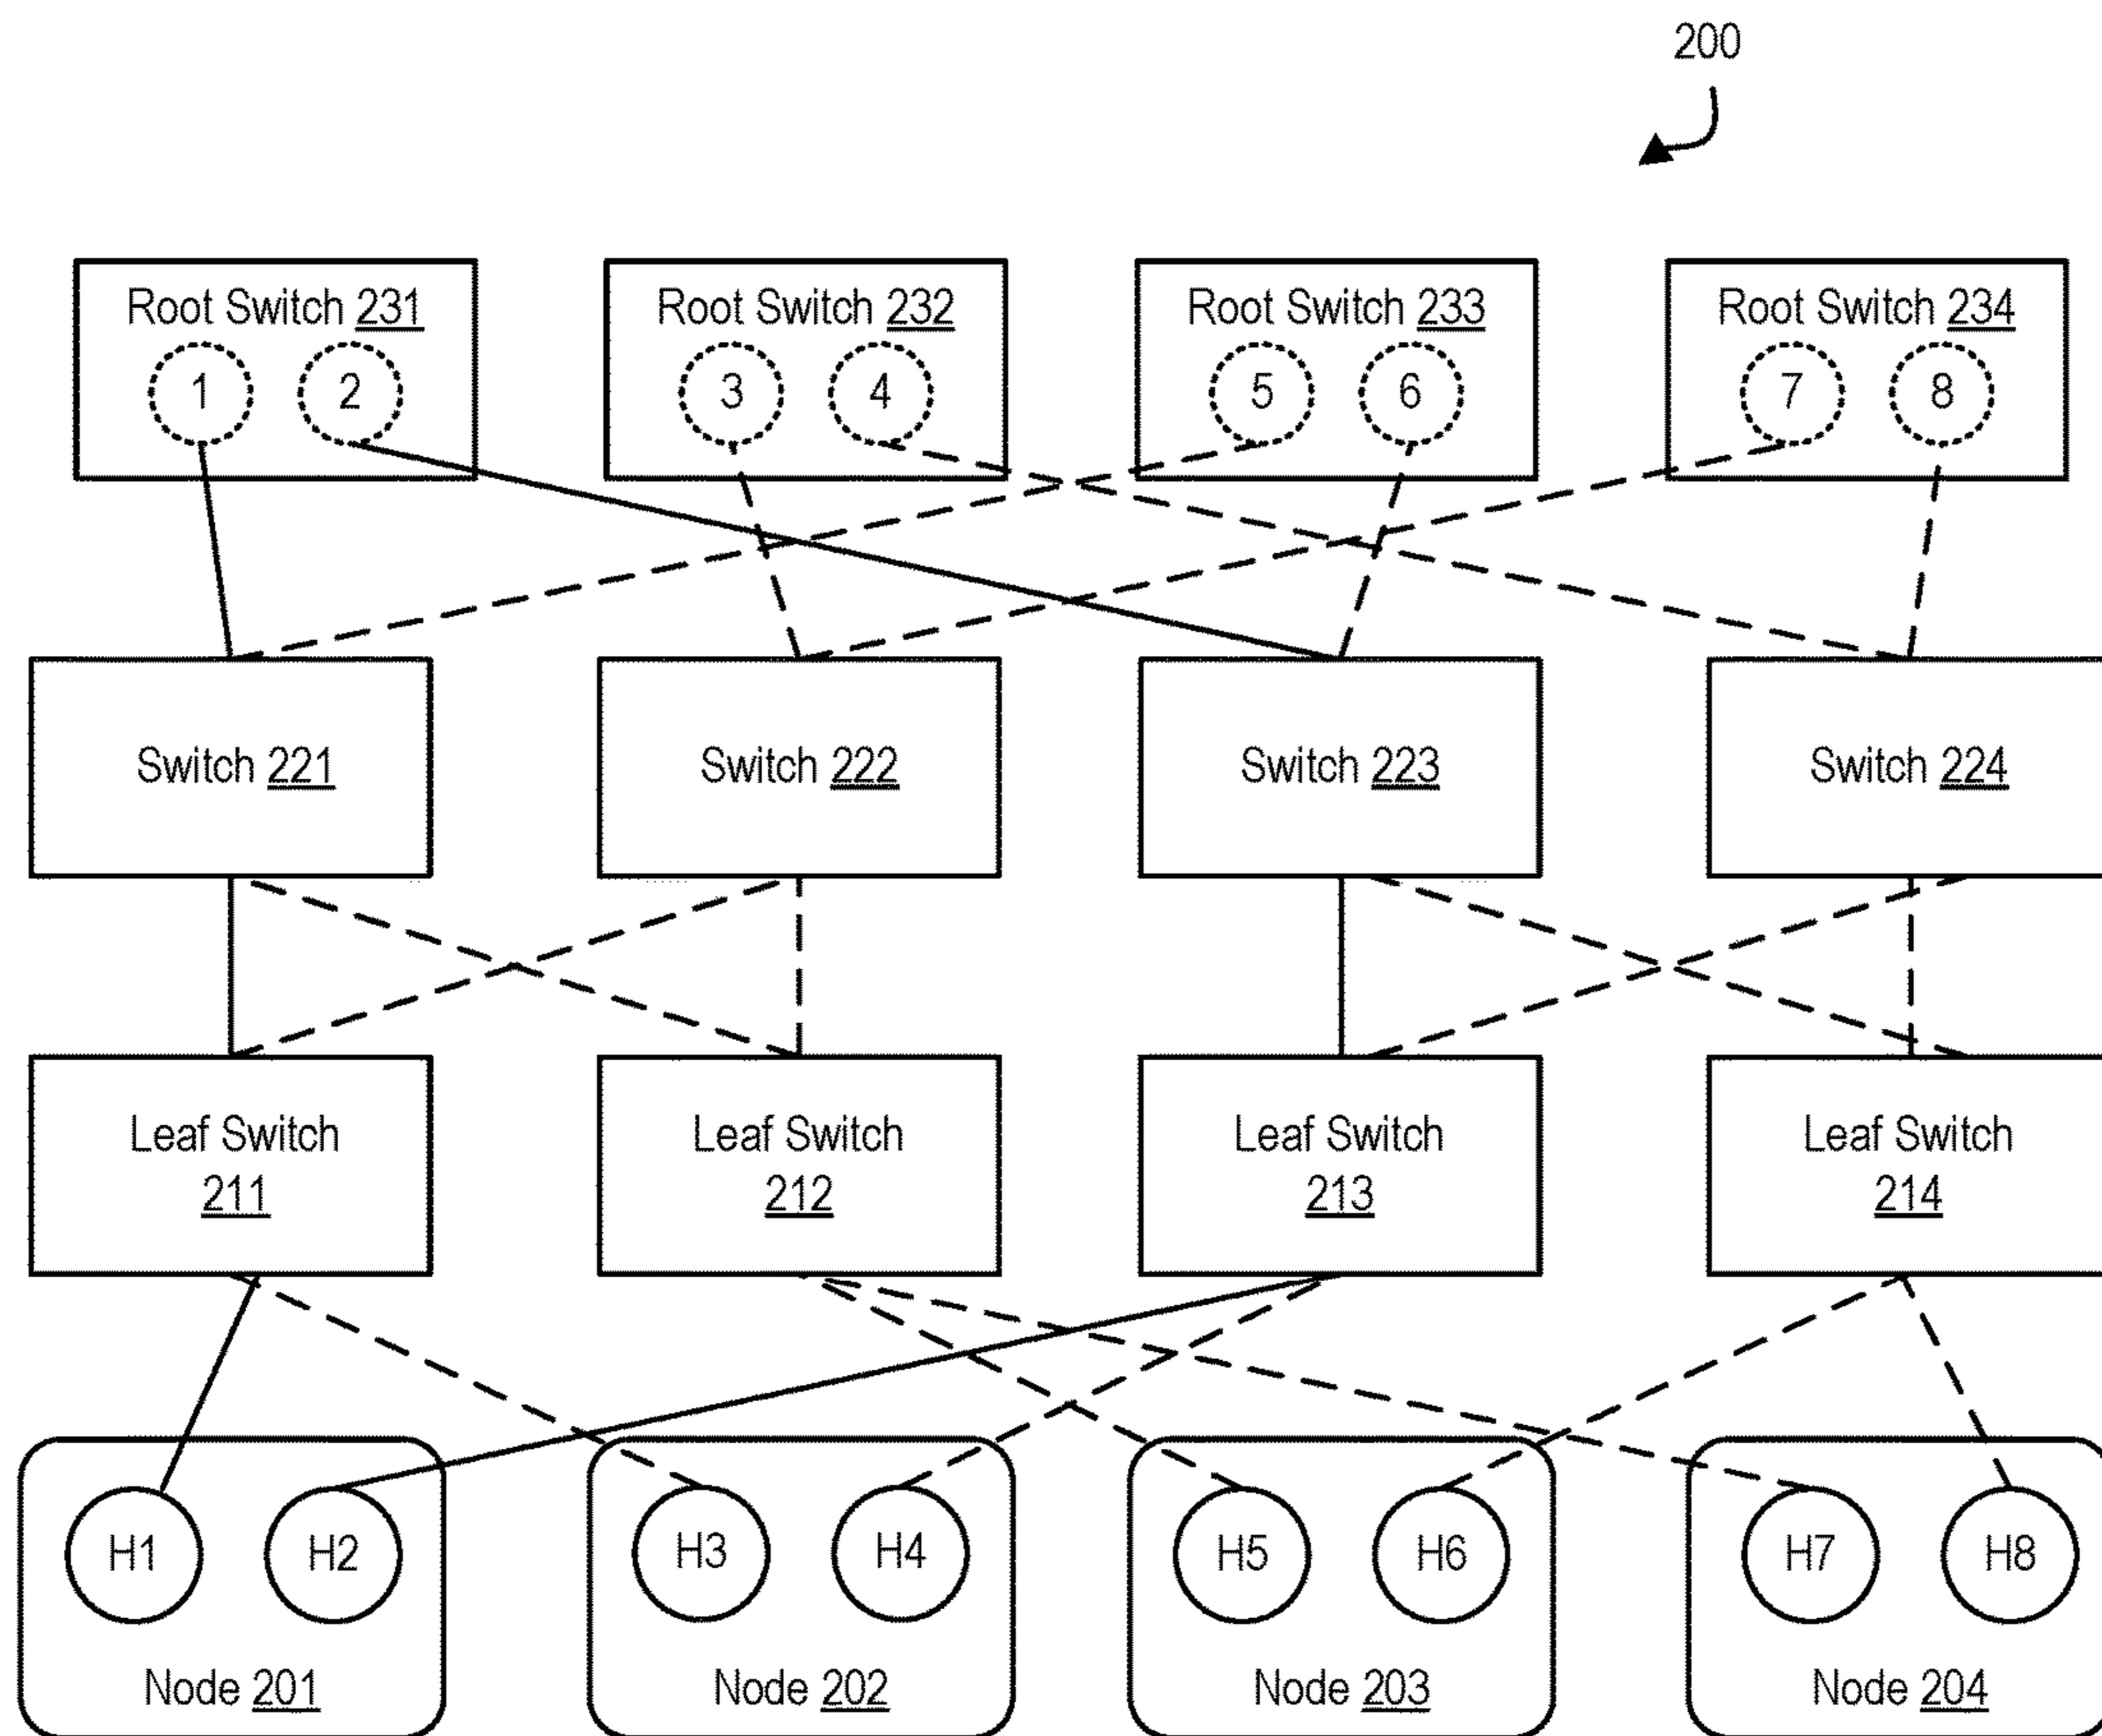 200
Root Switch 231
1 2
Root Switch 232
3 4
Root Switch 233
5 6
Root Switch 234
7 8
Switch 221
Switch 222
Switch 223
Switch 224
Leaf Switch
211
Leaf Switch
212
Leaf Switch
213
Leaf Switch
214
H1 H2
Node 201
H3 H4
Node 202
H5 H6
Node 203
H7 H8
Node 204